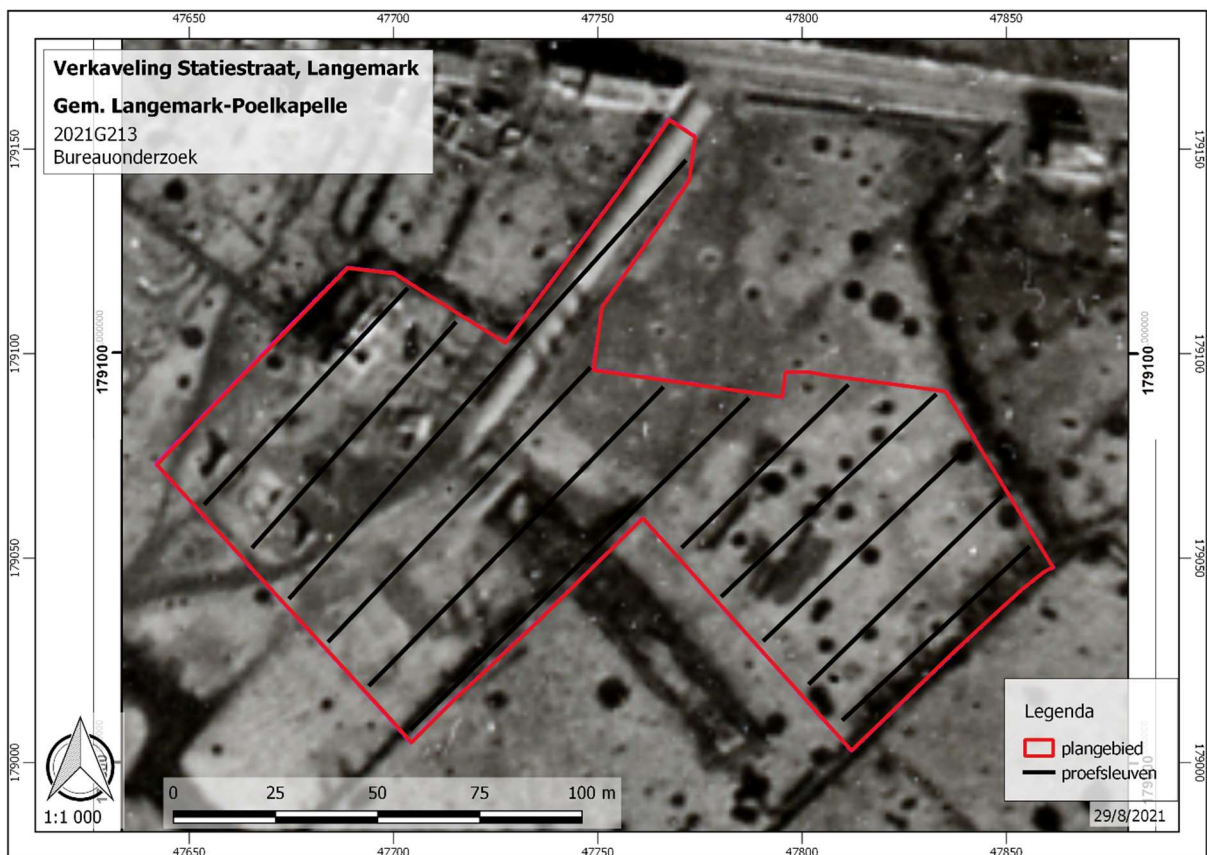 47650 47700 47750 47800 47850
Verkaveling Statiestraat, Langemark
Gem. Langemark-Poelkapelle
2021G213
Bureauonderzoek
179150 179150
179100 179100 179100 179100
179050 179050
179000 179000
Legenda
plangebied
proefsleuven
0 25 50 75 100 m
1:1 000
29/8/2021
47650 47700 47750 47800 47850